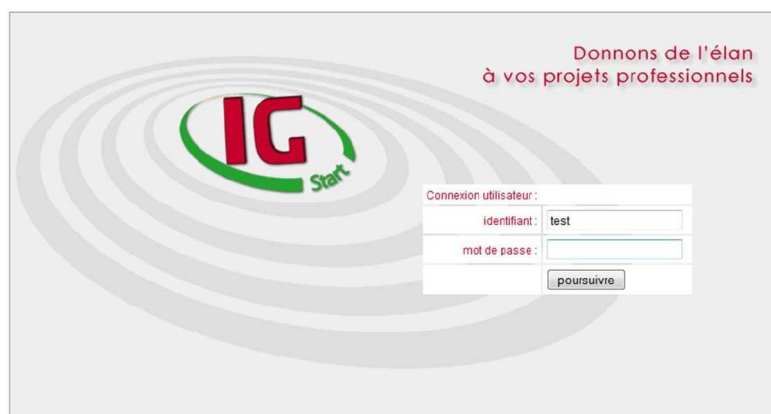 Donnons de l'élan
à vos projets professionnels
IG
Start
Connexion utilisateur :
identifiant : test
mot de passe :
poursuivre